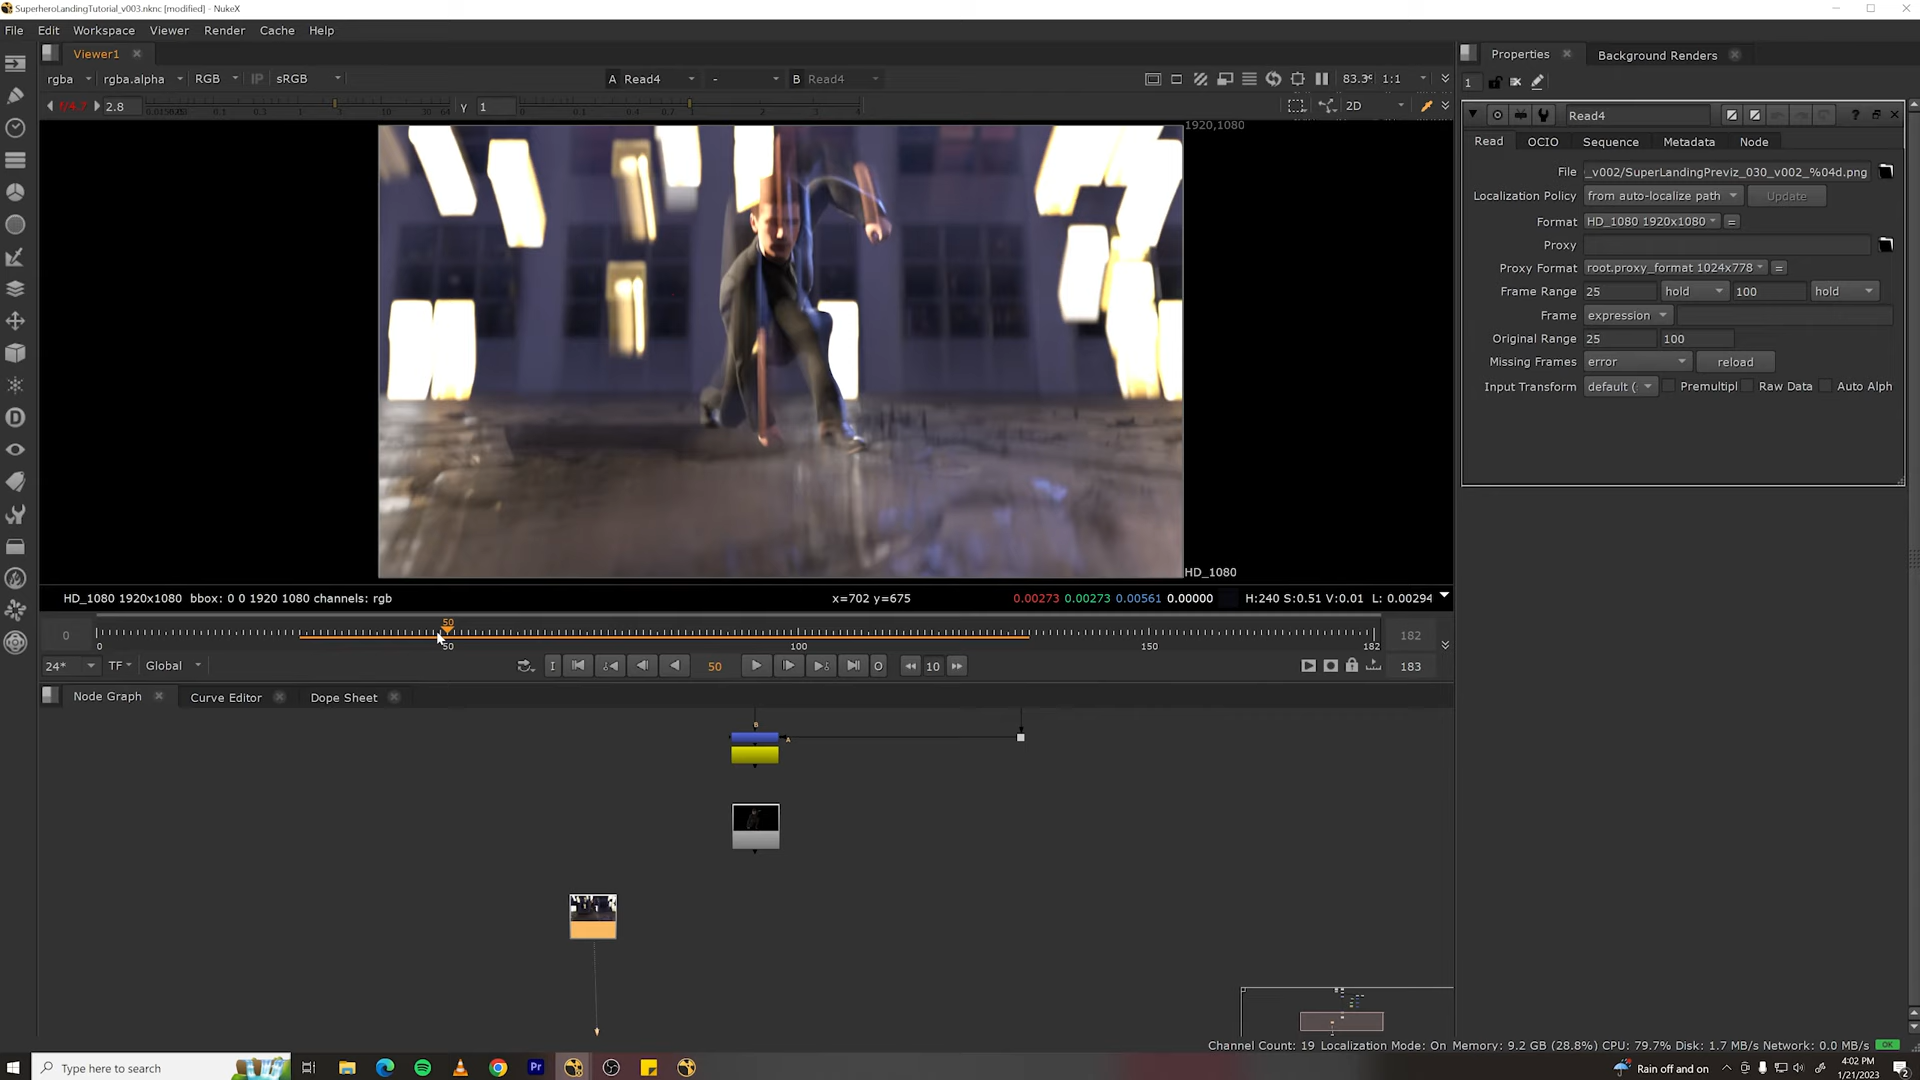 SuperheroLandingTutorial_v003.nknc [modified] - NukeX
File Edit Workspace Viewer Render Cache Help
Viewer1
Properties
Background Renders
rgba rgba.alpha RGB IP sRGB A Read4 - B Read4 1:1
1
2.8 y 1 2D
Read4
1920,1080
Read OCIO Sequence Metadata Node
File _v002/SuperLandingPreviz_030_v002_%04d.png
Localization Policy from auto-localize path Update
Format HD_1080 1920x1080 =
Proxy
Proxy Format root.proxy_format 1024x778 =
Frame Range 25 hold 100 hold
Frame expression
Original Range 25 100
Missing Frames error reload
Input Transform default ( Premultipl Raw Data Auto Alph
HD_1080
HD_1080 1920x1080 bbox: 0 0 1920 1080 channels: rgb x=702 y=675 0.00273 0.00273 0.00561 0.00000 H:240 S:0.51 V:0.01 L: 0.00294
50
0 182
0 50 100 150 182
24* TF Global I 50 O 10 183
Node Graph Curve Editor Dope Sheet
B
A
Channel Count: 19 Localization Mode: On Memory: 9.2 GB (28.8%) CPU: 79.7% Disk: 1.7 MB/s Network: 0.0 MB/s OK
Type here to search
Pr
Rain off and on
4:02 PM
1/21/2023
2